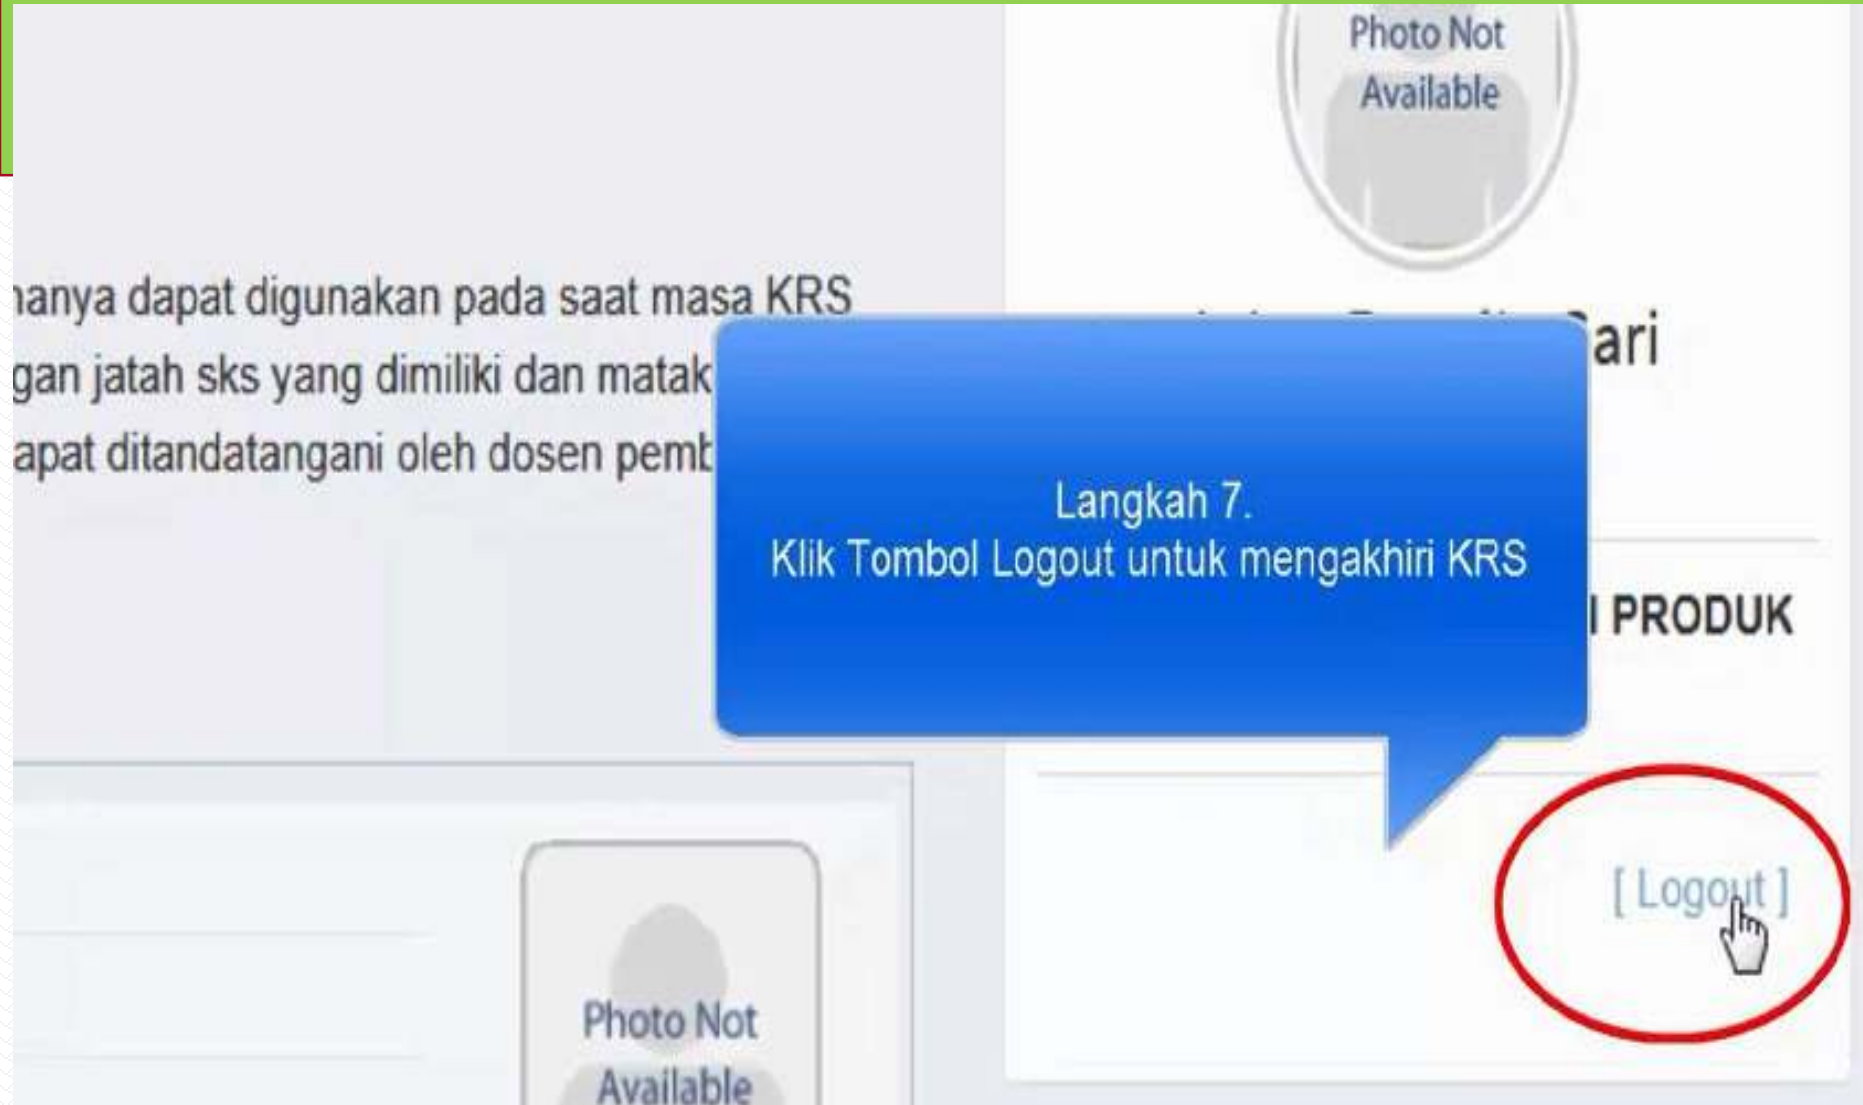 Photo Not
Available
hanya dapat digunakan pada saat masa KRS
ari
gan jatah sks yang dimiliki dan matak
apat ditandatangani oleh dosen pemb
Langkah 7.
Klik Tombol Logout untuk mengakhiri KRS
I PRODUK
[ Logout ]
Photo Not
Available